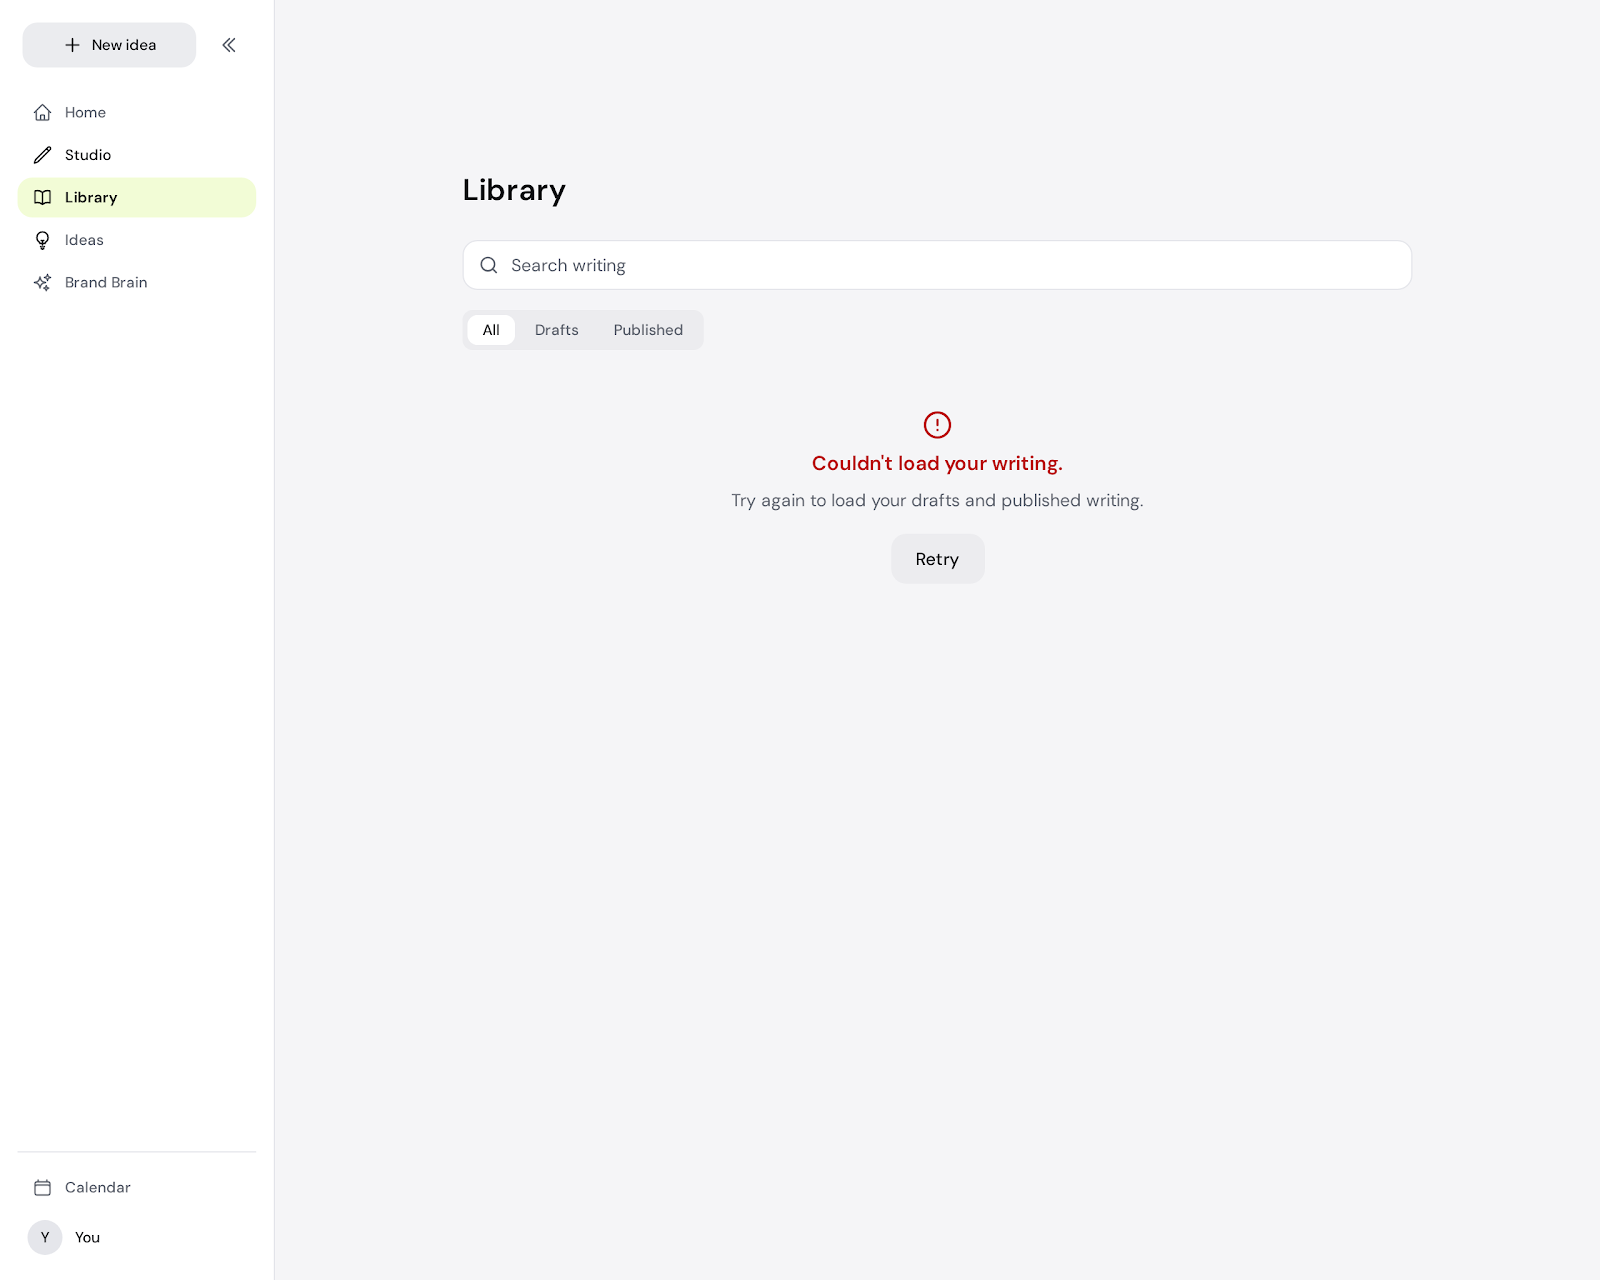 New idea
Home
Studio
Library
Ideas
Brand Brain
Library
Search writing
All Drafts Published
Couldn't load your writing.
Try again to load your drafts and published writing.
Retry
Calendar
Y You